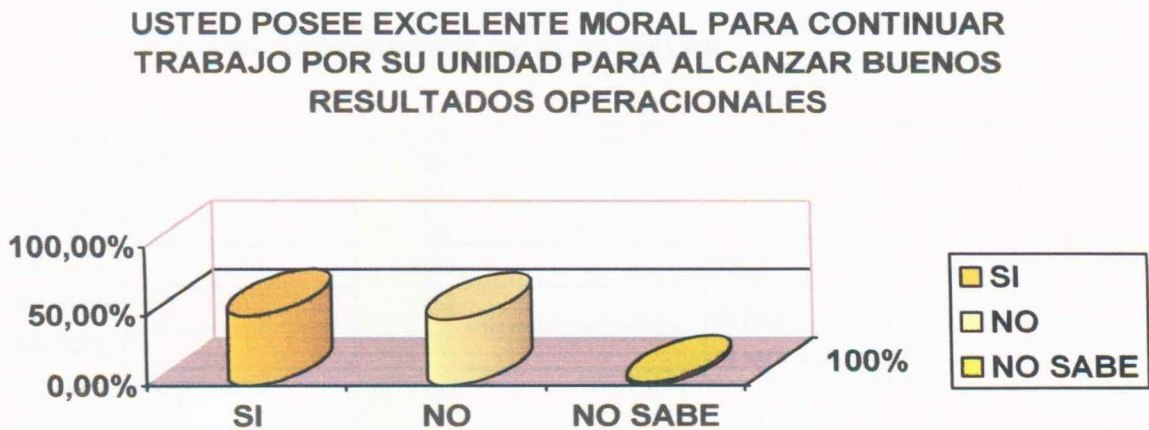 USTED POSEE EXCELENTE MORAL PARA CONTINUAR
TRABAJO POR SU UNIDAD PARA ALCANZAR BUENOS
RESULTADOS OPERACIONALES
100,00%
50,00%
0,00%
SI
NO
NO SABE
100%
SI
NO
NO SABE